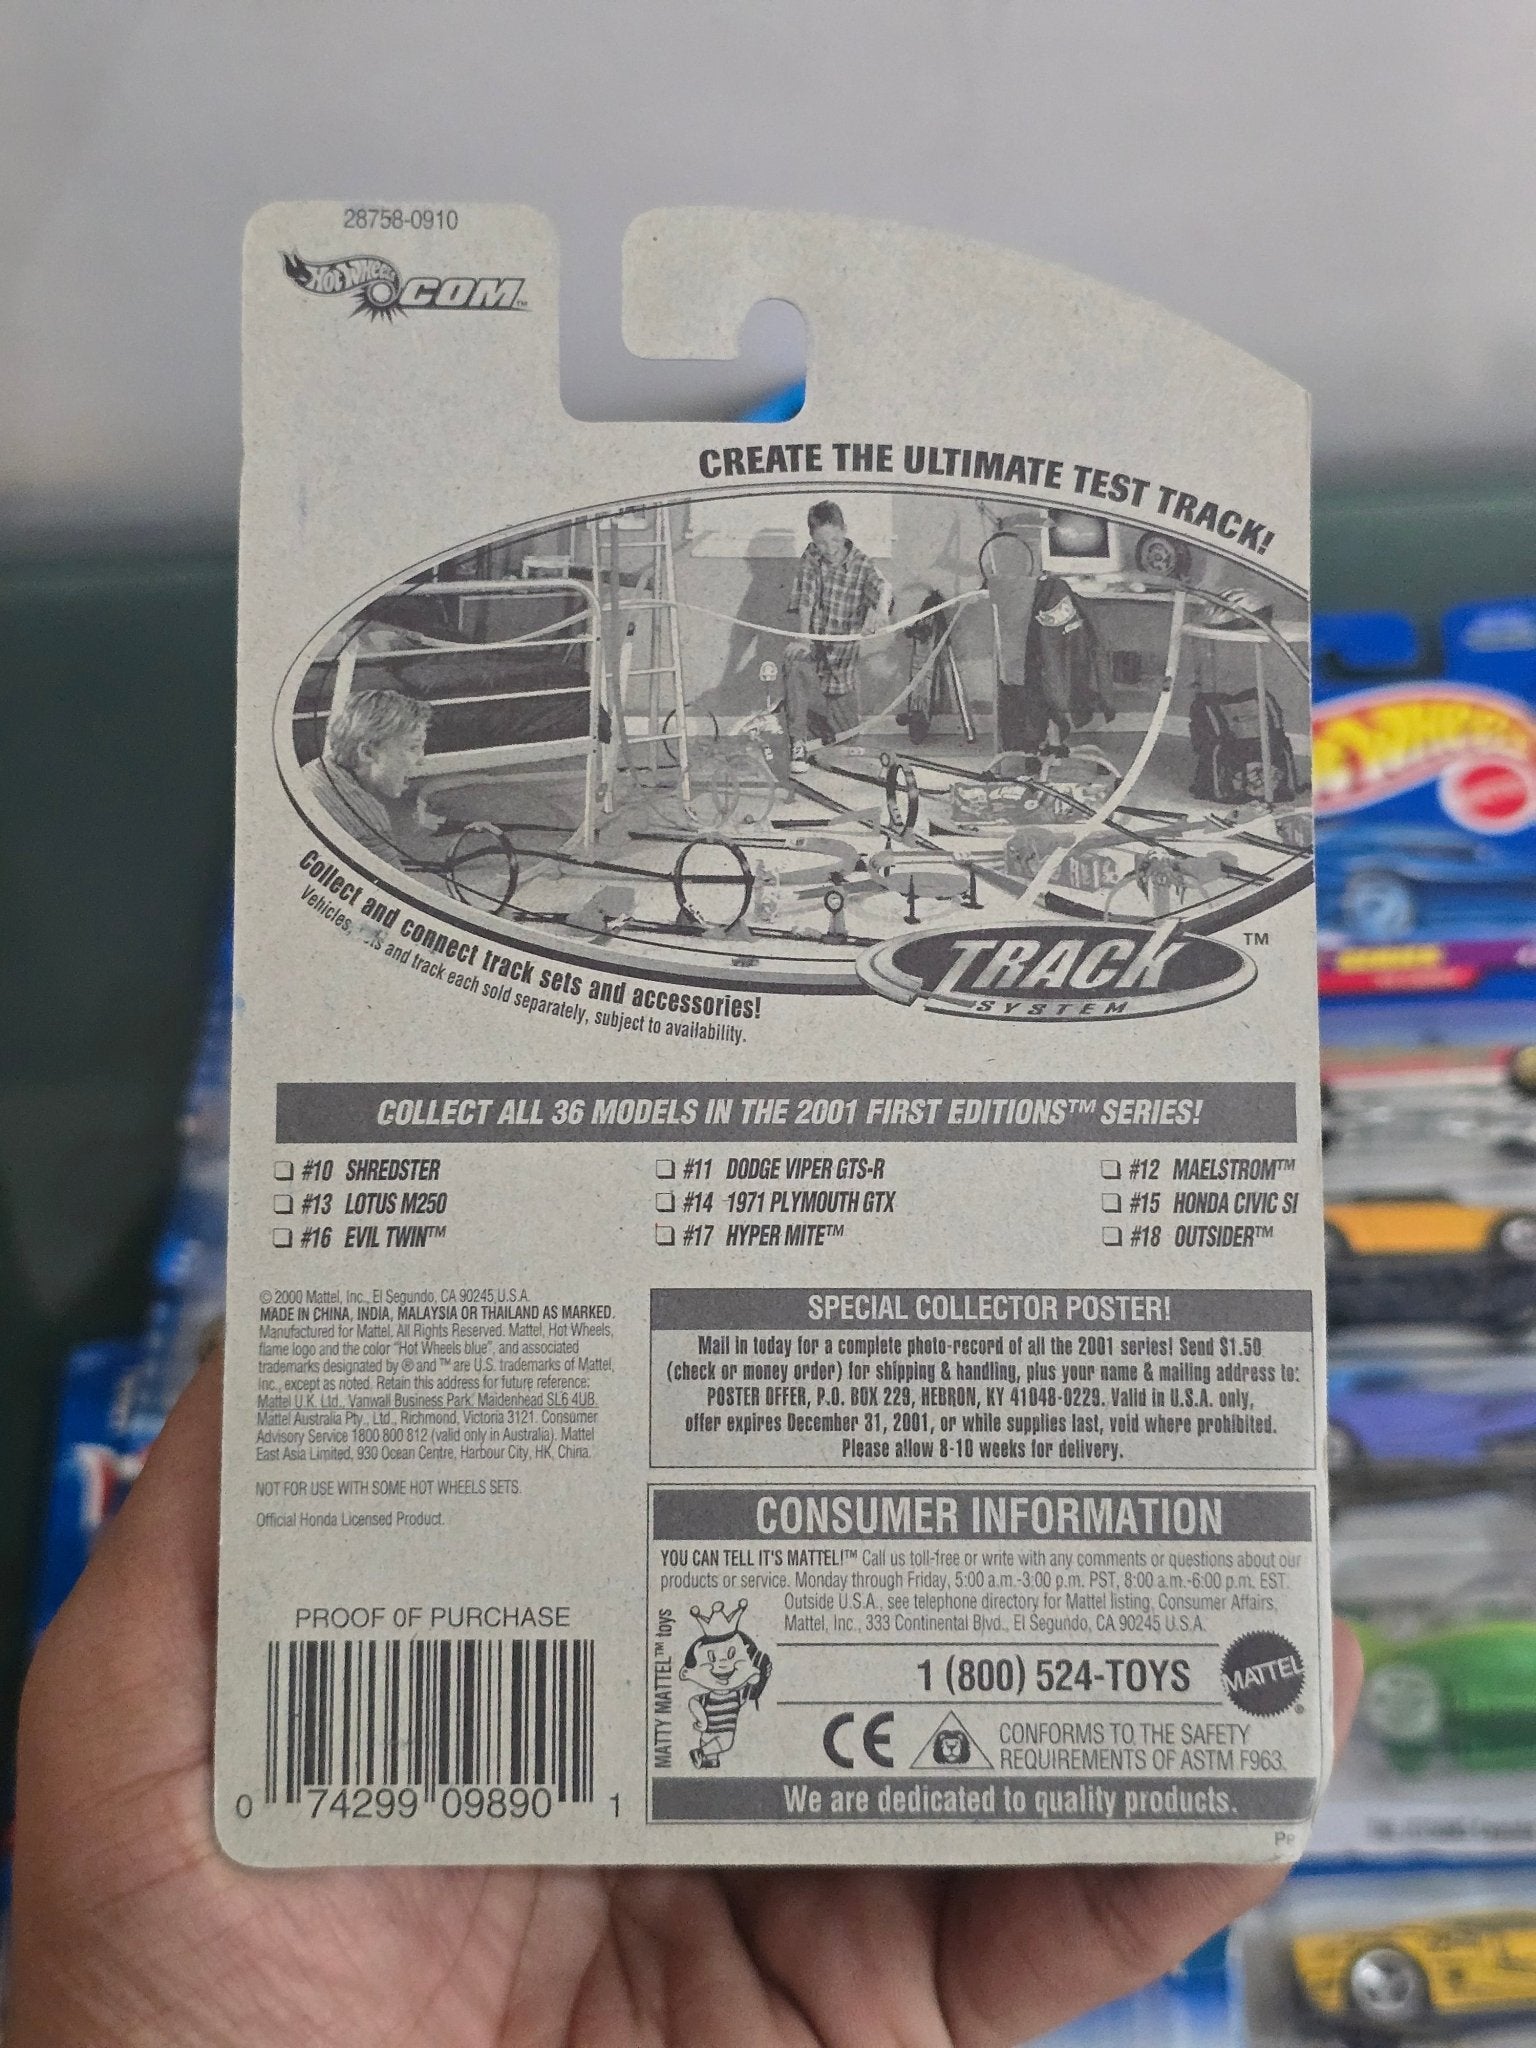 28758-0910
Hot Wheels .COM™
CREATE THE ULTIMATE TEST TRACK!
Collect and connect track sets and accessories!
Vehicles, and track each sold separately, subject to availability.
TRACK ™
SYSTEM
COLLECT ALL 36 MODELS IN THE 2001 FIRST EDITIONS™ SERIES!
❏ #10 SHREDSTER
❏ #11 DODGE VIPER GTS-R
❏ #12 MAELSTROM™
❏ #13 LOTUS M250
❏ #14 1971 PLYMOUTH GTX
❏ #15 HONDA CIVIC SI
❏ #16 EVIL TWIN™
❏ #17 HYPER MITE™
❏ #18 OUTSIDER™
© 2000 Mattel, Inc., El Segundo, CA 90245 U.S.A.
MADE IN CHINA, INDIA, MALAYSIA OR THAILAND AS MARKED.
Manufactured for Mattel. All Rights Reserved. Mattel, Hot Wheels,
flame logo and the color "Hot Wheels blue", and associated
trademarks designated by ® and ™ are U.S. trademarks of Mattel,
Inc., except as noted. Retain this address for future reference:
Mattel U.K. Ltd., Vanwall Business Park, Maidenhead SL6 4UB.
Mattel Australia Pty., Ltd., Richmond, Victoria 3121. Consumer
Advisory Service 1800 800 812 (valid only in Australia). Mattel
East Asia Limited, 930 Ocean Centre, Harbour City, HK, China.
NOT FOR USE WITH SOME HOT WHEELS SETS.
Official Honda Licensed Product.
PROOF OF PURCHASE
0 74299 09890 1
SPECIAL COLLECTOR POSTER!
Mail in today for a complete photo-record of all the 2001 series! Send $1.50
(check or money order) for shipping & handling, plus your name & mailing address to:
POSTER OFFER, P.O. BOX 229, HEBRON, KY 41048-0229. Valid in U.S.A. only,
offer expires December 31, 2001, or while supplies last, void where prohibited.
Please allow 8-10 weeks for delivery.
CONSUMER INFORMATION
YOU CAN TELL IT'S MATTEL!™ Call us toll-free or write with any comments or questions about our
products or service. Monday through Friday, 5:00 a.m.-3:00 p.m. PST, 8:00 a.m.-6:00 p.m. EST.
Outside U.S.A., see telephone directory for Mattel listing. Consumer Affairs,
Mattel, Inc., 333 Continental Blvd., El Segundo, CA 90245 U.S.A.
MATTY MATTEL™ toys
1 (800) 524-TOYS
MATTEL®
CE
CONFORMS TO THE SAFETY
REQUIREMENTS OF ASTM F963.
We are dedicated to quality products.
Hot Wheels